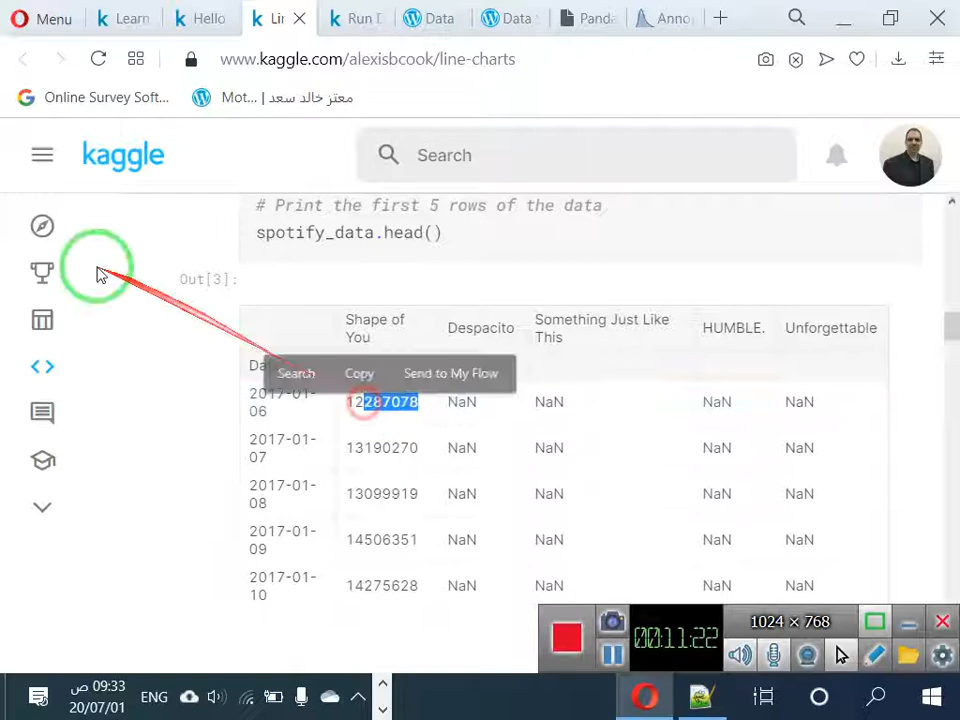 Menu Learn Hello Lin Run D Data Data Panda Anno
www.kaggle.com/alexisbcook/line-charts
Online Survey Soft... Mot... | معتز خالد سعد
kaggle Search
# Print the first 5 rows of the data
spotify_data.head()
Out[3]:
Shape of You Despacito Something Just Like This HUMBLE. Unforgettable
Search Copy Send to My Flow
2017-01-06 12287078 NaN NaN NaN NaN
2017-01-07 13190270 NaN NaN NaN NaN
2017-01-08 13099919 NaN NaN NaN NaN
2017-01-09 14506351 NaN NaN NaN NaN
2017-01-10 14275628 NaN NaN NaN NaN
1024 × 768
00:11:22
09:33 ص ENG
20/07/01